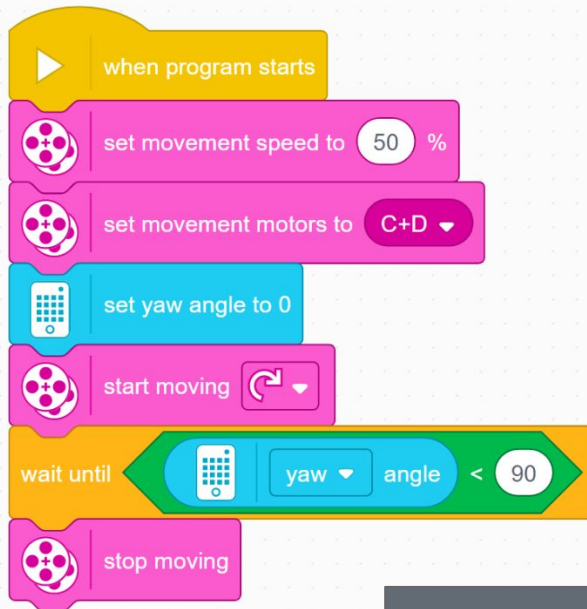 when program starts
set movement speed to 50 %
set movement motors to C+D
set yaw angle to 0
start moving
wait until yaw angle < 90
stop moving